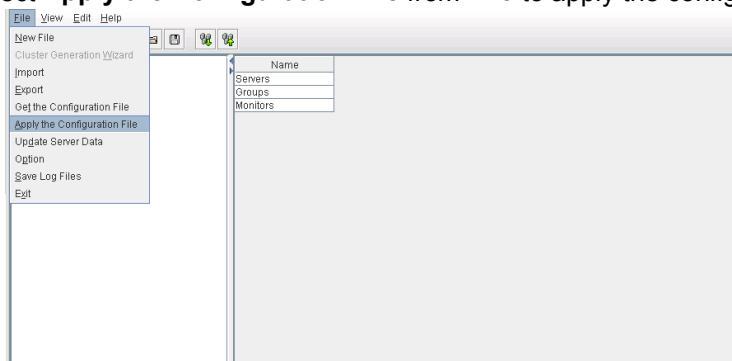 File View Edit Help
New File
Cluster Generation Wizard
Import
Export
Get the Configuration File
Apply the Configuration File
Update Server Data
Option
Save Log Files
Exit
Name
Servers
Groups
Monitors